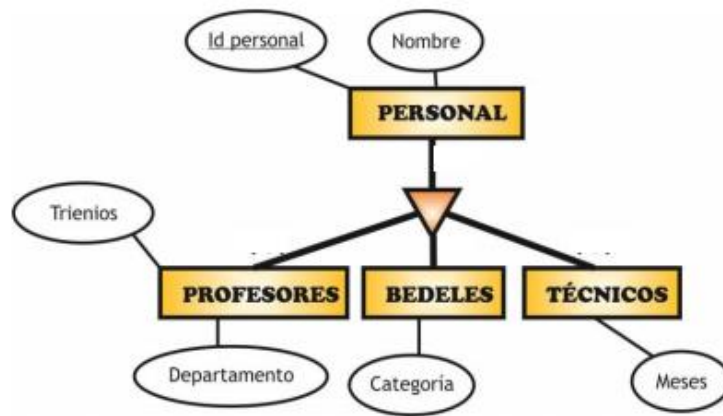 Id personal
Nombre
PERSONAL
Trienios
PROFESORES
BEDELES
TÉCNICOS
Departamento
Categoría
Meses